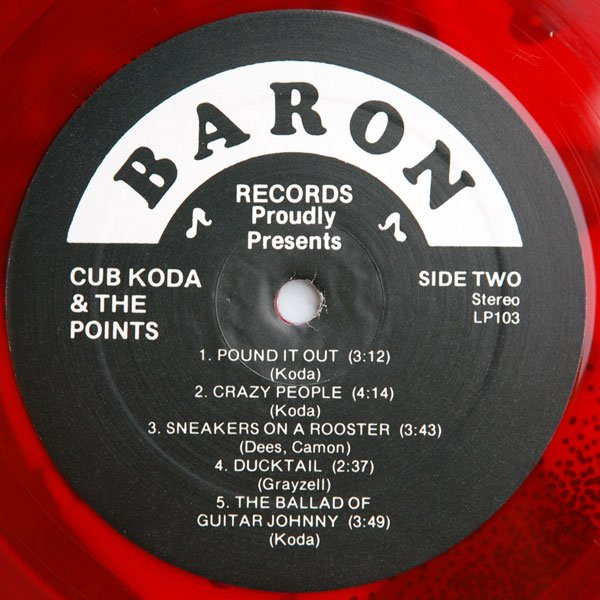 BARON
RECORDS
Proudly
Presents
CUB KODA
& THE
POINTS
SIDE TWO
Stereo
LP103
1. POUND IT OUT (3:12)
(Koda)
2. CRAZY PEOPLE (4:14)
(Koda)
3. SNEAKERS ON A ROOSTER (3:43)
(Dees, Camon)
4. DUCKTAIL (2:37)
(Grayzell)
5. THE BALLAD OF
GUITAR JOHNNY (3:49)
(Koda)